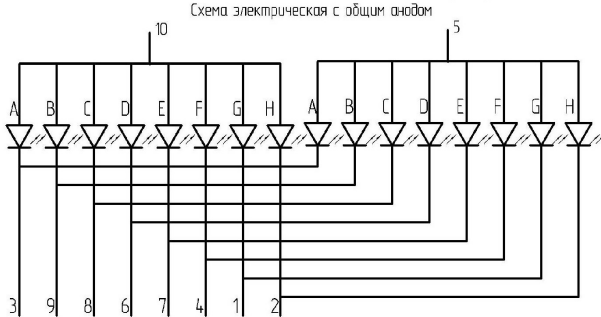 Схема электрическая с общим анодом
10 5
A B C D E F G H A B C D E F G H
3 9 8 6 7 4 1 2